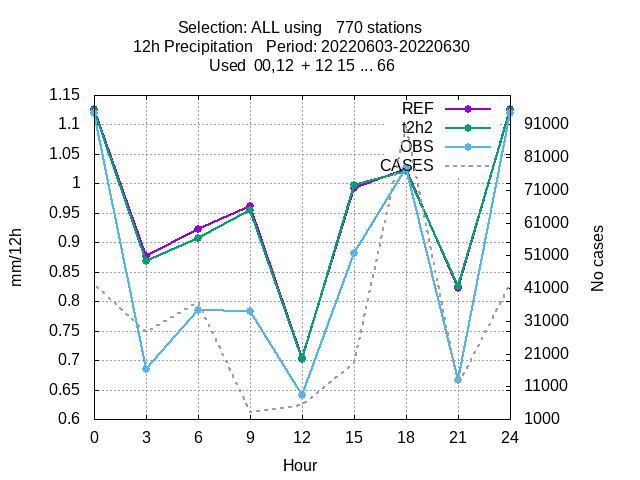 Selection: ALL using   770 stations
12h Precipitation   Period: 20220603-20220630
Used  00,12  + 12 15 ... 66
REF
t2h2
OBS
CASES
mm/12h
1.15
1.1
1.05
1
0.95
0.9
0.85
0.8
0.75
0.7
0.65
0.6
No cases
91000
81000
71000
61000
51000
41000
31000
21000
11000
1000
0 3 6 9 12 15 18 21 24
Hour